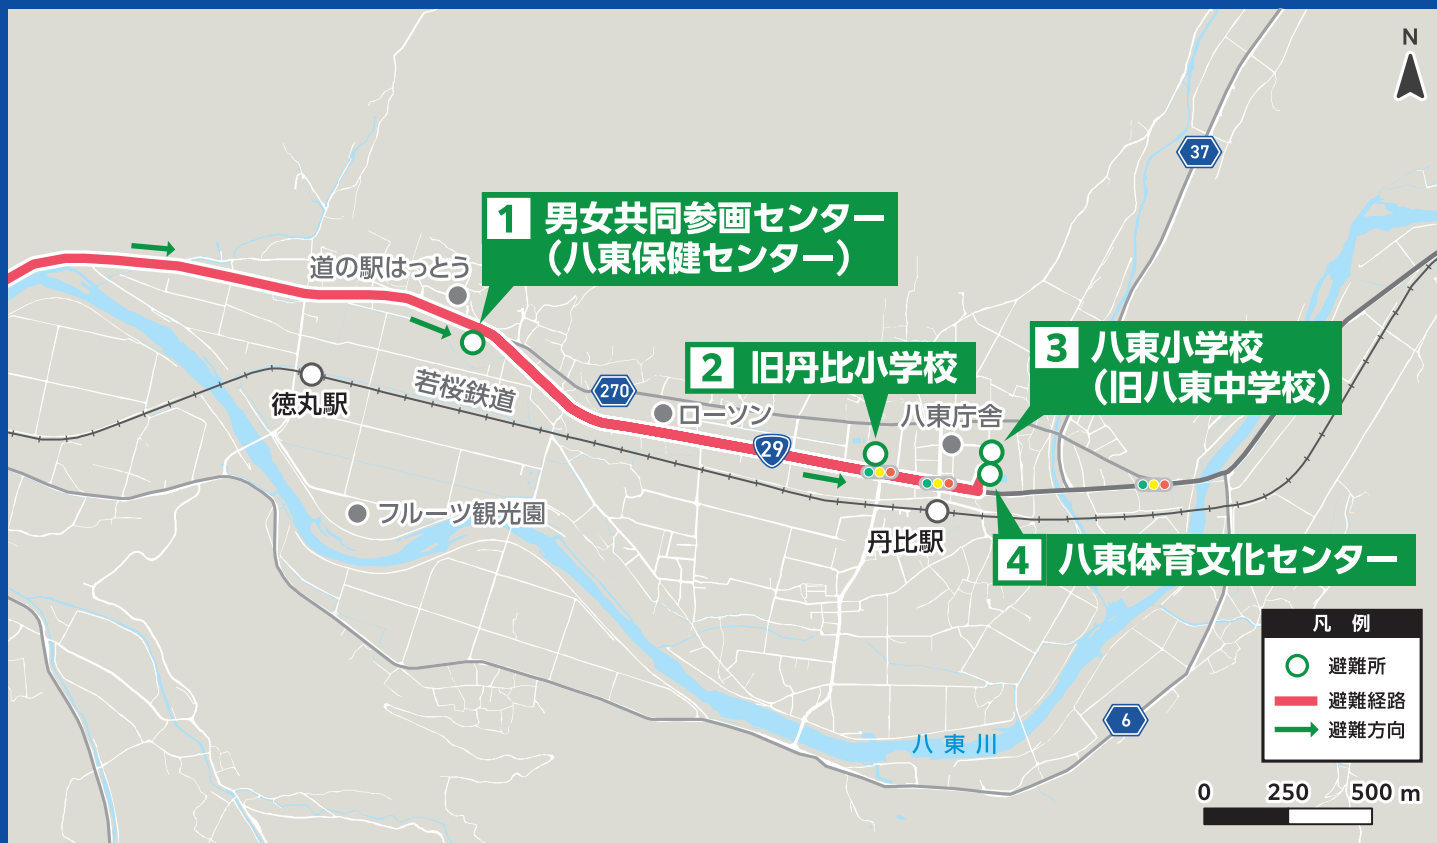 N
37
1 男女共同参画センター
（八東保健センター）
道の駅はっとう
3 八東小学校
（旧八東中学校）
2 旧丹比小学校
270
徳丸駅
若桜鉄道
ローソン
八東庁舎
29
フルーツ観光園
丹比駅
4 八東体育文化センター
凡 例
避難所
避難経路
避難方向
6
八東川
0 250 500 m